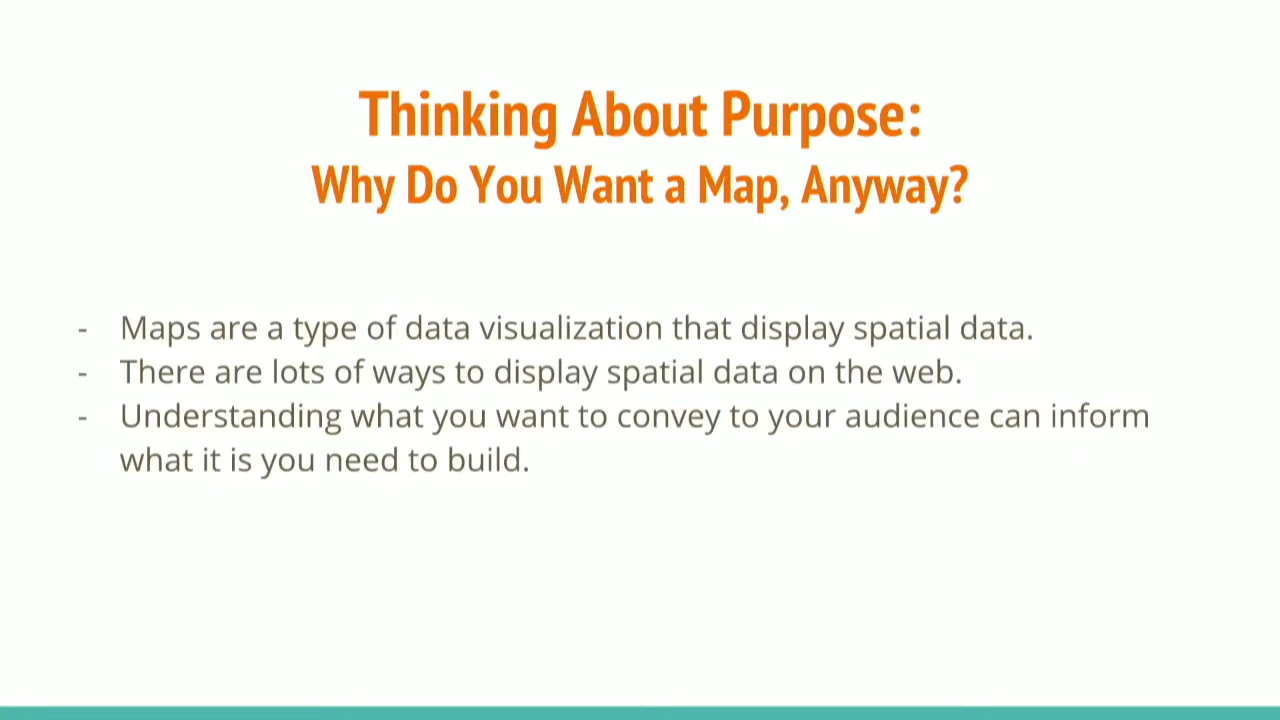 Thinking About Purpose:
Why Do You Want a Map, Anyway?
- Maps are a type of data visualization that display spatial data.
- There are lots of ways to display spatial data on the web.
- Understanding what you want to convey to your audience can inform
what it is you need to build.